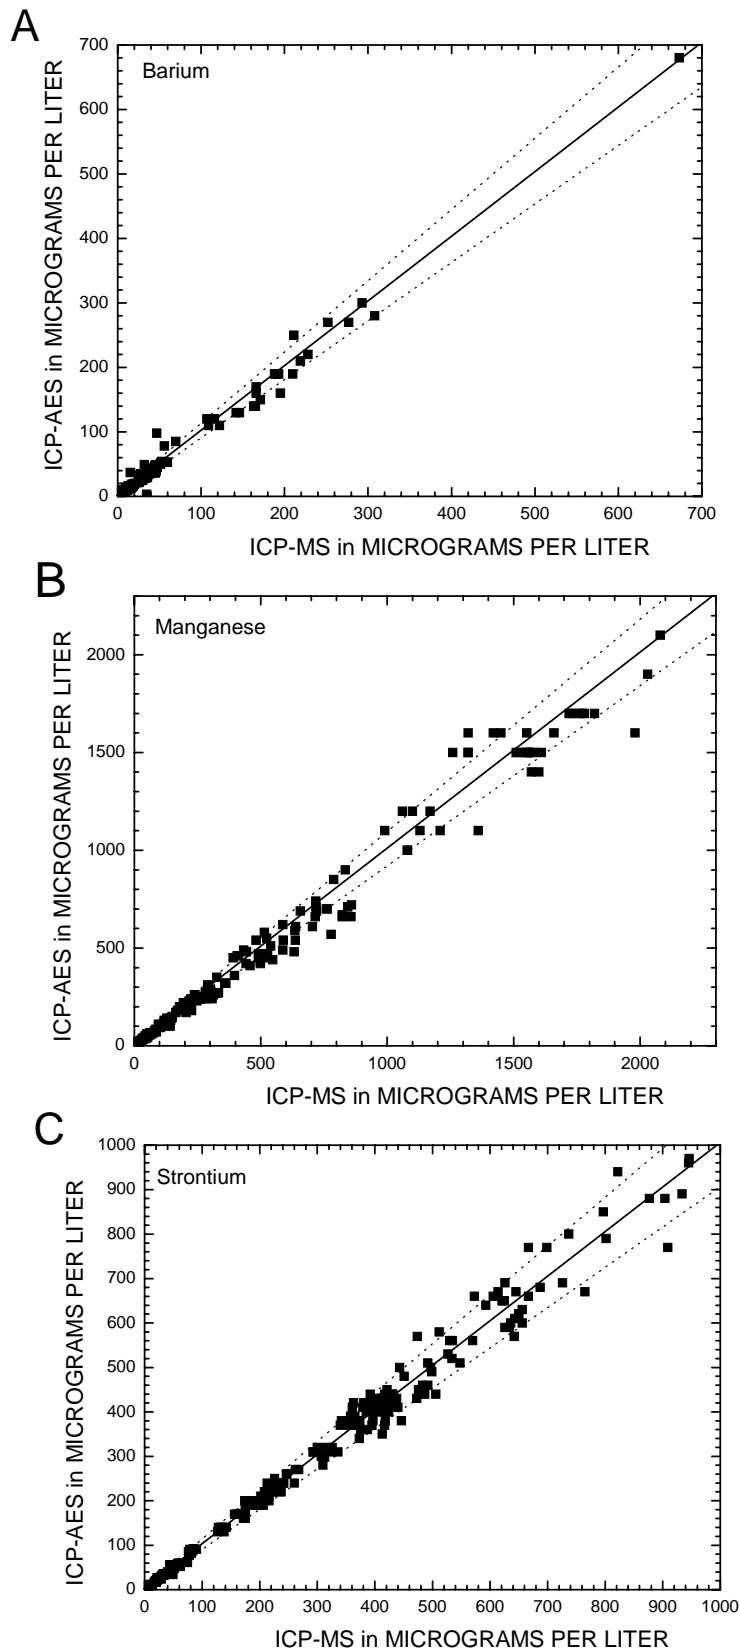 A
700
600
500
400
300
200
100
0
Barium
ICP-AES in MICROGRAMS PER LITER
0 100 200 300 400 500 600 700
ICP-MS in MICROGRAMS PER LITER
B
2000
1500
1000
500
0
Manganese
ICP-AES in MICROGRAMS PER LITER
0 500 1000 1500 2000
ICP-MS in MICROGRAMS PER LITER
C
1000
900
800
700
600
500
400
300
200
100
0
Strontium
ICP-AES in MICROGRAMS PER LITER
0 100 200 300 400 500 600 700 800 900 1000
ICP-MS in MICROGRAMS PER LITER